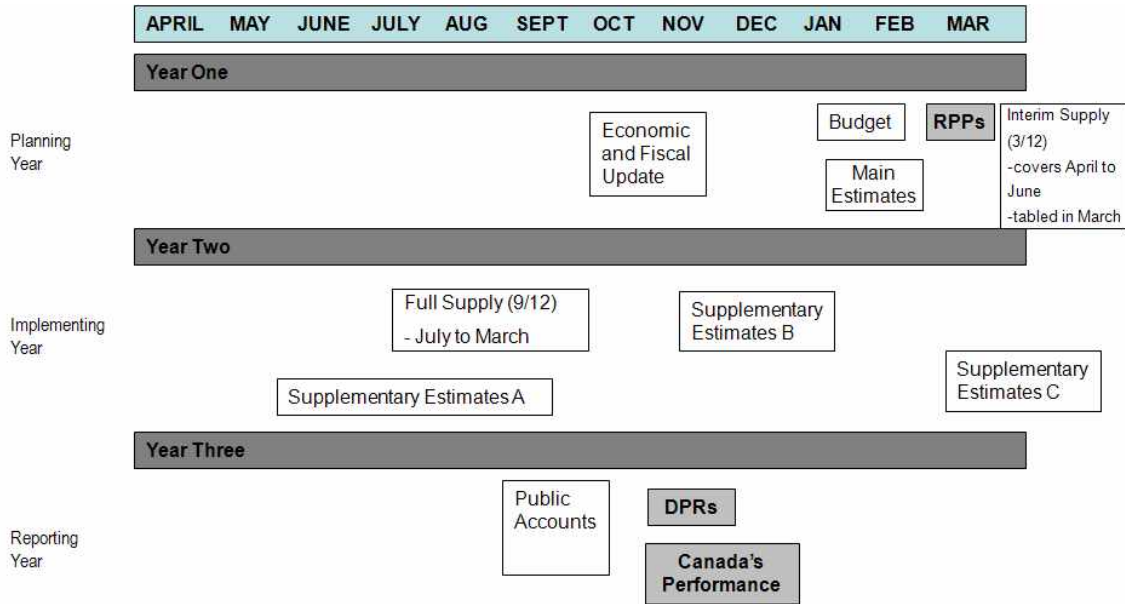 APRIL MAY JUNE JULY AUG SEPT OCT NOV DEC JAN FEB MAR
Year One
Planning
Year
Economic
and Fiscal
Update
Budget
Main
Estimates
RPPs
Interim Supply
(3/12)
-covers April to
June
-tabled in March
Year Two
Implementing
Year
Full Supply (9/12)
- July to March
Supplementary Estimates A
Supplementary
Estimates B
Supplementary
Estimates C
Year Three
Reporting
Year
Public
Accounts
DPRs
Canada's
Performance